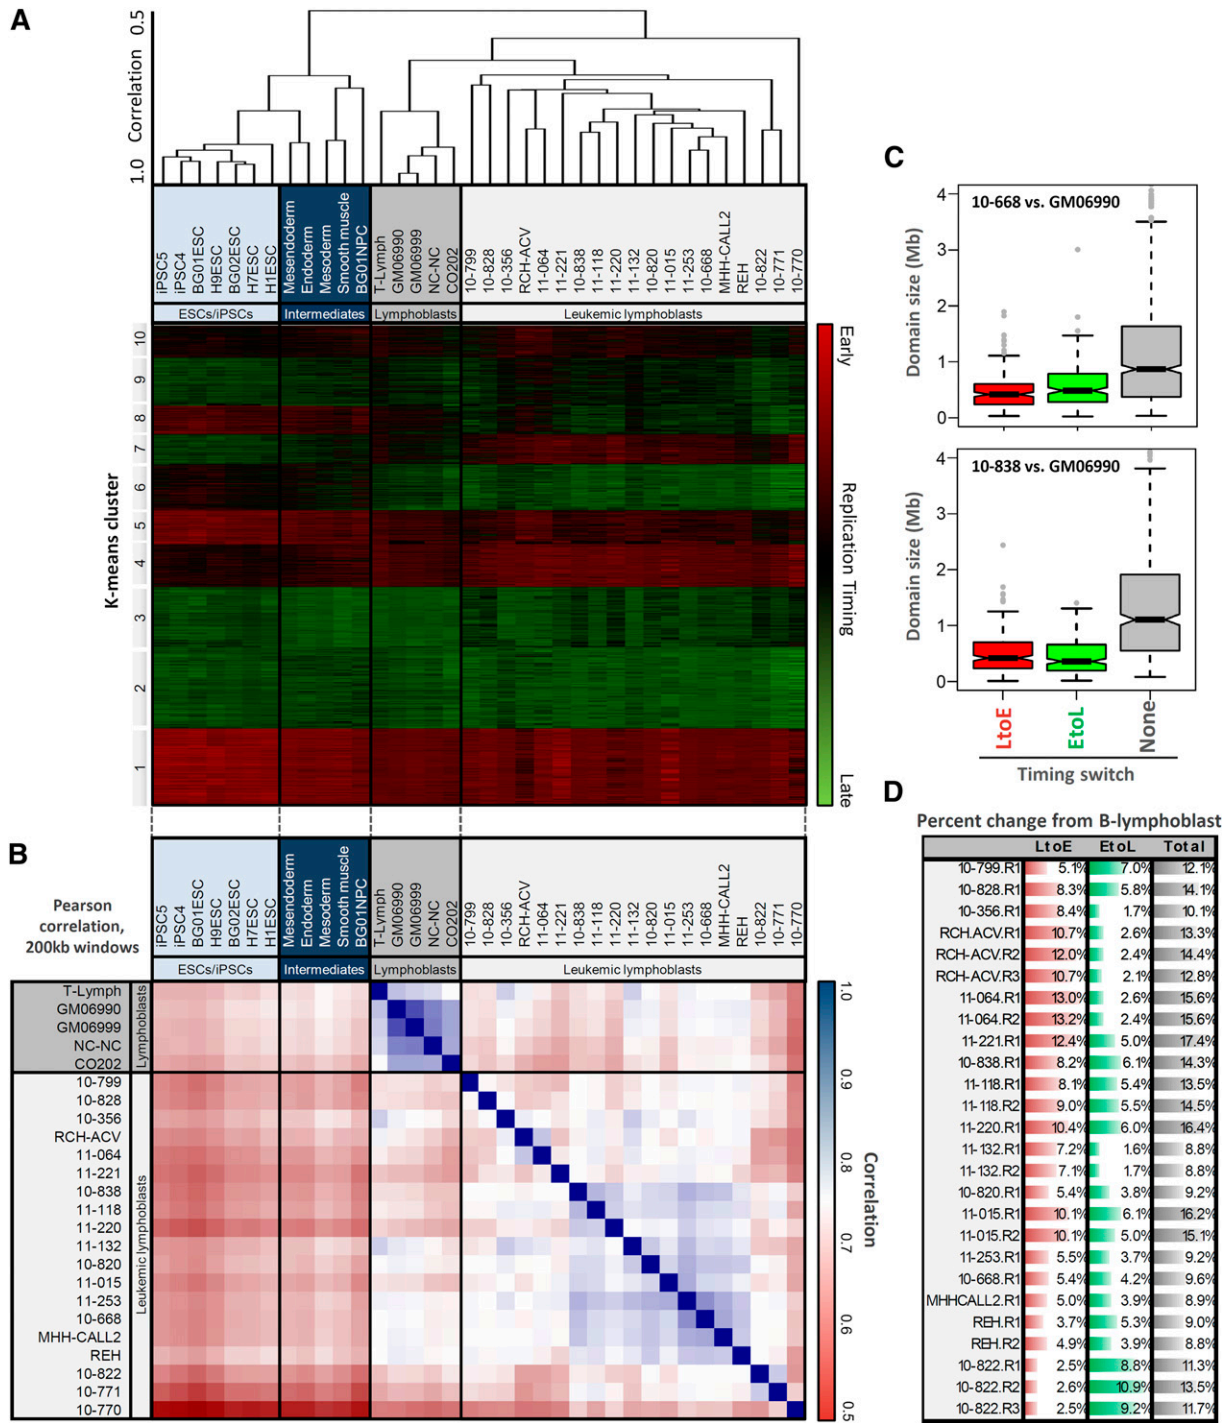 A
Correlation
0.5
1.0
iPSC5
iPSC4
BG01ESC
H9ESC
BG02ESC
H7ESC
H1ESC
Mesendoderm
Endoderm
Mesoderm
Smooth muscle
BG01NPC
T-Lymph
GM06990
GM06999
NC-NC
CO202
10-799
10-828
10-356
RCH-ACV
11-064
11-221
10-838
11-118
11-220
11-132
10-820
11-015
11-253
10-668
MHH-CALL2
REH
10-822
10-771
10-770
ESCs/iPSCs
Intermediates
Lymphoblasts
Leukemic lymphoblasts
K-means cluster
10
9
8
7
6
5
4
3
2
1
Early
Replication Timing
Late
B
Pearson
correlation,
200kb windows
iPSC5
iPSC4
BG01ESC
H9ESC
BG02ESC
H7ESC
H1ESC
Mesendoderm
Endoderm
Mesoderm
Smooth muscle
BG01NPC
T-Lymph
GM06990
GM06999
NC-NC
CO202
10-799
10-828
10-356
RCH-ACV
11-064
11-221
10-838
11-118
11-220
11-132
10-820
11-015
11-253
10-668
MHH-CALL2
REH
10-822
10-771
10-770
ESCs/iPSCs
Intermediates
Lymphoblasts
Leukemic lymphoblasts
T-Lymph
GM06990
GM06999
NC-NC
CO202
Lymphoblasts
10-799
10-828
10-356
RCH-ACV
11-064
11-221
10-838
11-118
11-220
11-132
10-820
11-015
11-253
10-668
MHH-CALL2
REH
10-822
10-771
10-770
Leukemic lymphoblasts
1.0
0.9
0.8
0.7
0.6
0.5
Correlation
C
10-668 vs. GM06990
Domain size (Mb)
4
3
2
1
0
10-838 vs. GM06990
Domain size (Mb)
4
3
2
1
0
LtoE
EtoL
None
Timing switch
D
Percent change from B-lymphoblast
LtoE EtoL Total
10-799.R1 5.1% 7.0% 12.1%
10-828.R1 8.3% 5.8% 14.1%
10-356.R1 8.4% 1.7% 10.1%
RCH.ACV.R1 10.7% 2.6% 13.3%
RCH-ACV.R2 12.0% 2.4% 14.4%
RCH-ACV.R3 10.7% 2.1% 12.8%
11-064.R1 13.0% 2.6% 15.6%
11-064.R2 13.2% 2.4% 15.6%
11-221.R1 12.4% 5.0% 17.4%
10-838.R1 8.2% 6.1% 14.3%
11-118.R1 8.1% 5.4% 13.5%
11-118.R2 9.0% 5.5% 14.5%
11-220.R1 10.4% 6.0% 16.4%
11-132.R1 7.2% 1.6% 8.8%
11-132.R2 7.1% 1.7% 8.8%
10-820.R1 5.4% 3.8% 9.2%
11-015.R1 10.1% 6.1% 16.2%
11-015.R2 10.1% 5.0% 15.1%
11-253.R1 5.5% 3.7% 9.2%
10-668.R1 5.4% 4.2% 9.6%
MHHCALL2.R1 5.0% 3.9% 8.9%
REH.R1 3.7% 5.3% 9.0%
REH.R2 4.9% 3.9% 8.8%
10-822.R1 2.5% 8.8% 11.3%
10-822.R2 2.6% 10.9% 13.5%
10-822.R3 2.5% 9.2% 11.7%